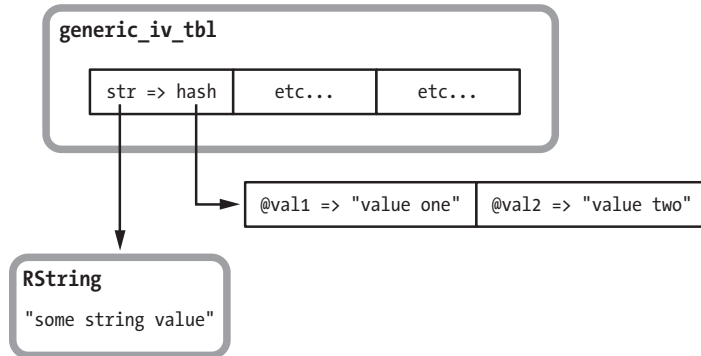 generic_iv_tbl
str => hash
etc...
etc...
@val1 => "value one"
@val2 => "value two"
RString
"some string value"